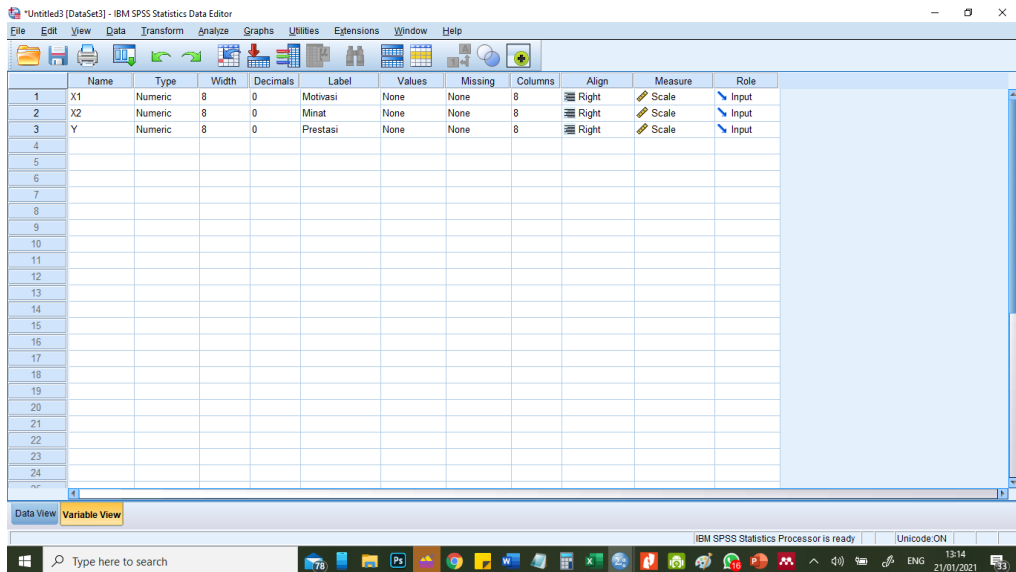 *Untitled3 [DataSet3] - IBM SPSS Statistics Data Editor
File Edit View Data Transform Analyze Graphs Utilities Extensions Window Help
Name Type Width Decimals Label Values Missing Columns Align Measure Role
1 X1 Numeric 8 0 Motivasi None None 8 Right Scale Input
2 X2 Numeric 8 0 Minat None None 8 Right Scale Input
3 Y Numeric 8 0 Prestasi None None 8 Right Scale Input
4
5
6
7
8
9
10
11
12
13
14
15
16
17
18
19
20
21
22
23
24
Data View Variable View
IBM SPSS Statistics Processor is ready Unicode:ON
Type here to search 78 Ps 16 ENG 13:14
21/01/2021 33